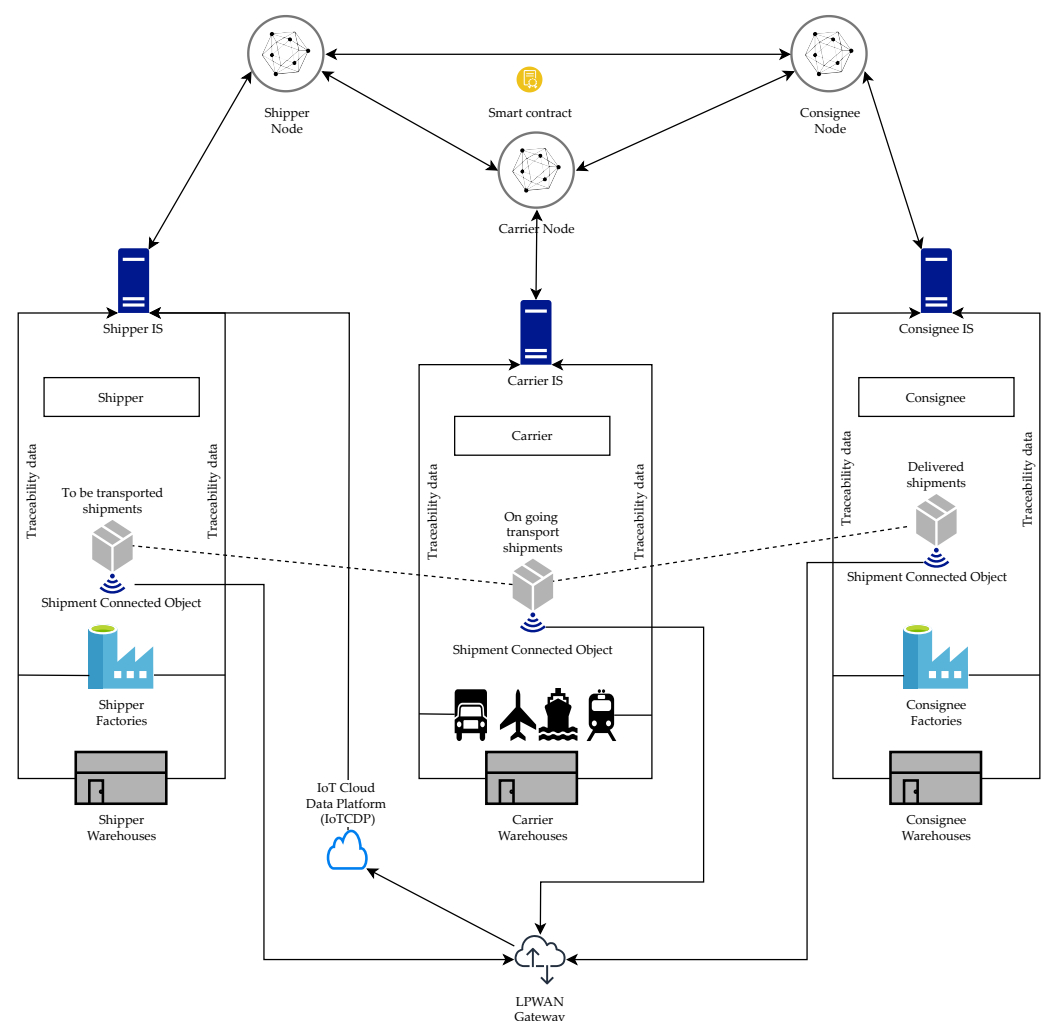 Shipper
Node
Smart contract
Consignee
Node
Carrier Node
Shipper IS
Carrier IS
Consignee IS
Shipper
Carrier
Consignee
Traceability data
Traceability data
Traceability data
Traceability data
Traceability data
Traceability data
To be transported
shipments
On going
transport
shipments
Delivered
shipments
Shipment Connected Object
Shipment Connected Object
Shipment Connected Object
Shipper
Factories
Consignee
Factories
Shipper
Warehouses
IoT Cloud
Data Platform
(IoTCDP)
Carrier
Warehouses
Consignee
Warehouses
LPWAN
Gateway